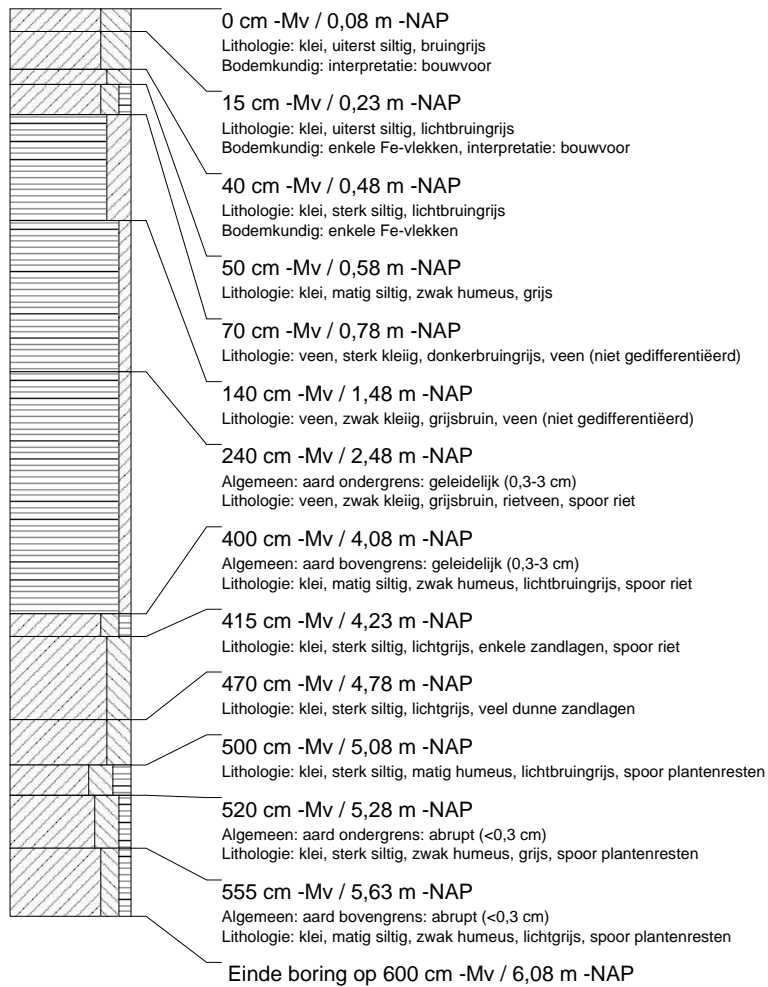 0 cm -Mv / 0,08 m -NAP
Lithologie: klei, uiterst siltig, bruingrijs
Bodemkundig: interpretatie: bouwvoor
15 cm -Mv / 0,23 m -NAP
Lithologie: klei, uiterst siltig, lichtbruingrijs
Bodemkundig: enkele Fe-vlekken, interpretatie: bouwvoor
40 cm -Mv / 0,48 m -NAP
Lithologie: klei, sterk siltig, lichtbruingrijs
Bodemkundig: enkele Fe-vlekken
50 cm -Mv / 0,58 m -NAP
Lithologie: klei, matig siltig, zwak humeus, grijs
70 cm -Mv / 0,78 m -NAP
Lithologie: veen, sterk kleiig, donkerbruingrijs, veen (niet gedifferentiëerd)
140 cm -Mv / 1,48 m -NAP
Lithologie: veen, zwak kleiig, grijsbruin, veen (niet gedifferentiëerd)
240 cm -Mv / 2,48 m -NAP
Algemeen: aard ondergrens: geleidelijk (0,3-3 cm)
Lithologie: veen, zwak kleiig, grijsbruin, rietveen, spoor riet
400 cm -Mv / 4,08 m -NAP
Algemeen: aard bovengrens: geleidelijk (0,3-3 cm)
Lithologie: klei, matig siltig, zwak humeus, lichtbruingrijs, spoor riet
415 cm -Mv / 4,23 m -NAP
Lithologie: klei, sterk siltig, lichtgrijs, enkele zandlagen, spoor riet
470 cm -Mv / 4,78 m -NAP
Lithologie: klei, sterk siltig, lichtgrijs, veel dunne zandlagen
500 cm -Mv / 5,08 m -NAP
Lithologie: klei, sterk siltig, matig humeus, lichtbruingrijs, spoor plantenresten
520 cm -Mv / 5,28 m -NAP
Algemeen: aard ondergrens: abrupt (<0,3 cm)
Lithologie: klei, sterk siltig, zwak humeus, grijs, spoor plantenresten
555 cm -Mv / 5,63 m -NAP
Algemeen: aard bovengrens: abrupt (<0,3 cm)
Lithologie: klei, matig siltig, zwak humeus, lichtgrijs, spoor plantenresten
Einde boring op 600 cm -Mv / 6,08 m -NAP